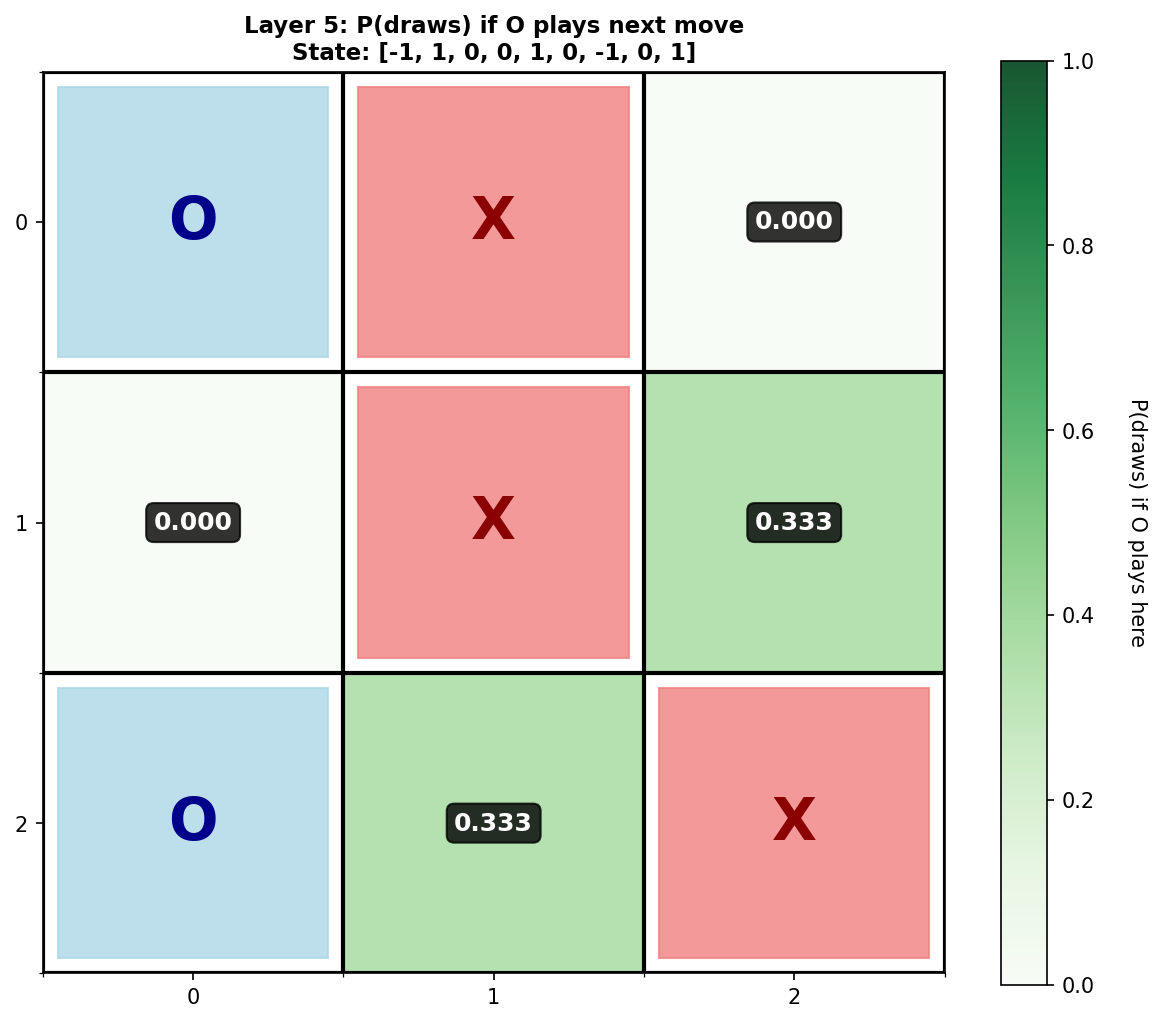 Layer 5: P(draws) if O plays next move
State: [-1, 1, 0, 0, 1, 0, -1, 0, 1]
O
X
0.000
0
0.000
X
0.333
1
O
0.333
X
2
0
1
2
1.0
0.8
0.6
0.4
0.2
0.0
P(draws) if O plays here